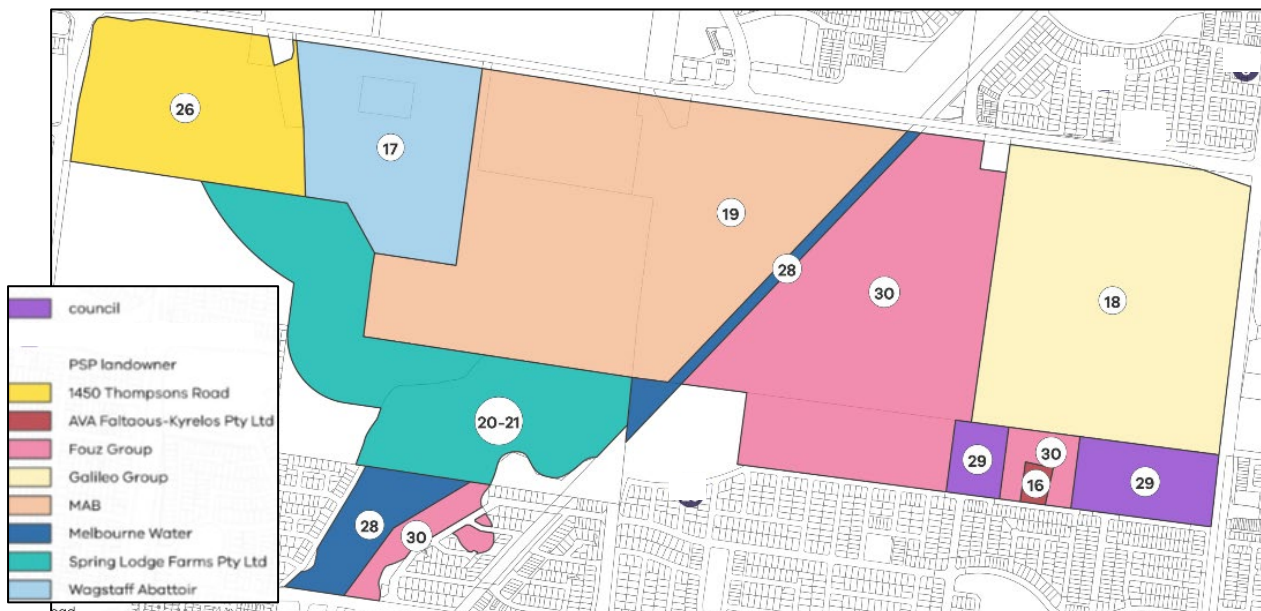 26
17
19
28
30
18
20-21
29
30
16
29
28
30
council
PSP landowner
1450 Thompsons Road
AVA Faltaous-Kyrelos Pty Ltd
Fouz Group
Galileo Group
MAB
Melbourne Water
Spring Lodge Farms Pty Ltd
Wagstaff Abattoir